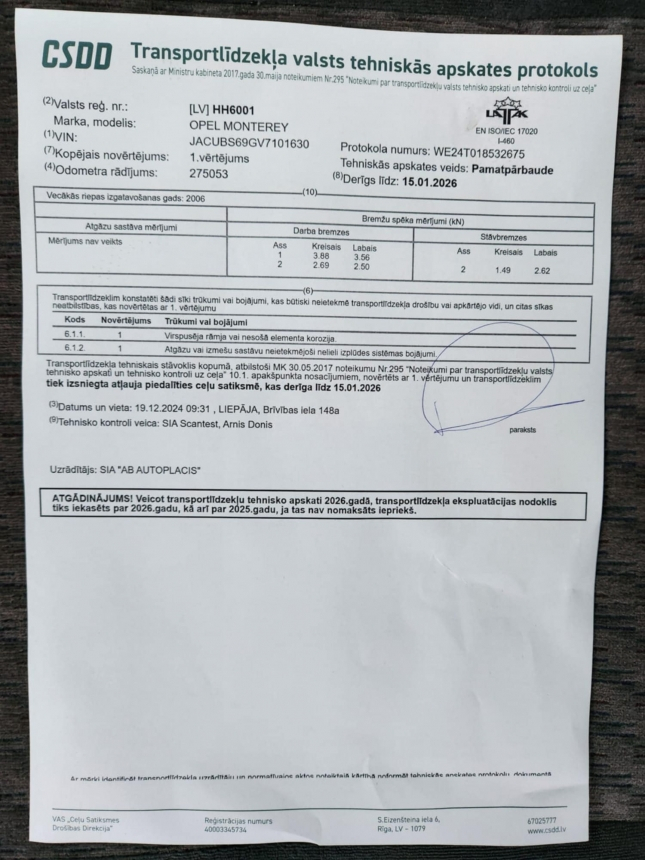 CSDD
Transportlīdzekļa valsts tehniskās apskates protokols
Saskaņā ar Ministru kabineta 2017.gada 30.maija noteikumiem Nr.295 "Noteikumi par transportlīdzekļu valsts tehnisko apskati un tehnisko kontroli uz ceļa"
(2)Valsts reģ. nr.: [LV] HH6001
Marka, modelis: OPEL MONTEREY
(1)VIN: JACUBS69GV7101630
(7)Kopējais novērtējums: 1.vērtējums
(4)Odometra rādījums: 275053
LATAK
EN ISO/IEC 17020
I-460
Protokola numurs: WE24T018532675
Tehniskās apskates veids: Pamatpārbaude
(8)Derīgs līdz: 15.01.2026
Vecākās riepas izgatavošanas gads: 2006
(10)
Atgāzu sastāva mērījumi
Bremžu spēka mērījumi (kN)
Darba bremzes
Stāvbremzes
Mērījums nav veikts
Ass Kreisais Labais
1 3.88 3.56
2 2.69 2.50
Ass Kreisais Labais
2 1.49 2.62
(6)
Transportlīdzeklim konstatēti šādi sīki trūkumi vai bojājumi, kas būtiski neietekmē transportlīdzekļa drošību vai apkārtējo vidi, un citas sīkas
neatbilstības, kas novērtētas ar 1. vērtējumu
Kods Novērtējums Trūkumi vai bojājumi
6.1.1. 1 Virspusēja rāmja vai nesošā elementa korozija.
6.1.2. 1 Atgāzu vai izmešu sastāvu neietekmējoši nelieli izplūdes sistēmas bojājumi.
Transportlīdzekļa tehniskais stāvoklis kopumā, atbilstoši MK 30.05.2017 noteikumu Nr.295 "Noteikumi par transportlīdzekļu valsts
tehnisko apskati un tehnisko kontroli uz ceļa" 10.1. apakšpunkta nosacījumiem, novērtēts ar 1. vērtējumu un transportlīdzeklim
tiek izsniegta atļauja piedalīties ceļu satiksmē, kas derīga līdz 15.01.2026
(3)Datums un vieta: 19.12.2024 09:31 , LIEPĀJA, Brīvības iela 148a
(9)Tehnisko kontroli veica: SIA Scantest, Arnis Donis
paraksts
Uzrādītājs: SIA "AB AUTOPLACIS"
ATGĀDINĀJUMS! Veicot transportlīdzekļu tehnisko apskati 2026.gadā, transportlīdzekļa ekspluatācijas nodoklis
tiks iekasēts par 2026.gadu, kā arī par 2025.gadu, ja tas nav nomaksāts iepriekš.
VAS „Ceļu Satiksmes
Drošības Direkcija"
Reģistrācijas numurs
40003345734
S.Eizenšteina iela 6,
Rīga, LV – 1079
67025777
www.csdd.lv